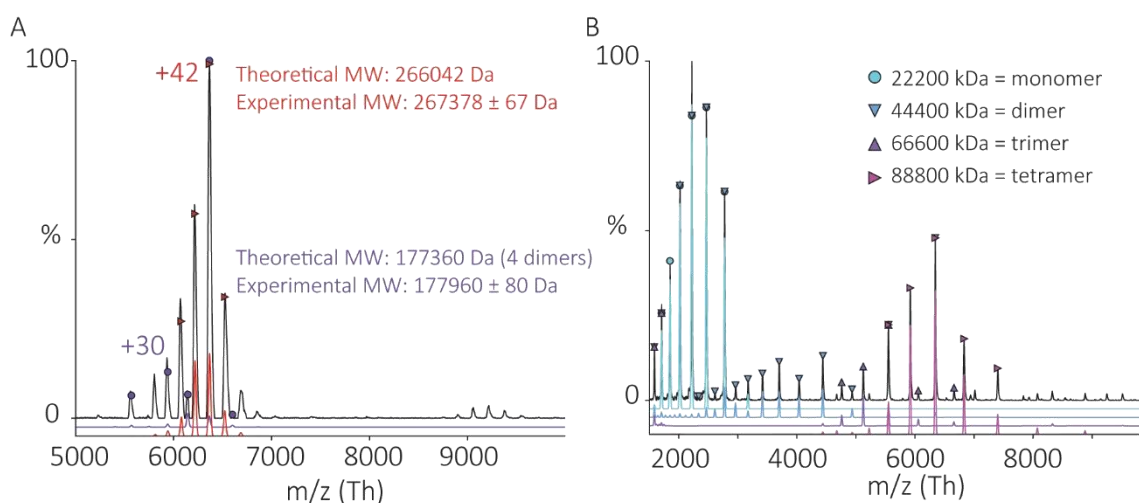 A
100
%
0
+42
Theoretical MW: 266042 Da
Experimental MW: 267378 ± 67 Da
Theoretical MW: 177360 Da (4 dimers)
Experimental MW: 177960 ± 80 Da
+30
5000 6000 7000 8000 9000
m/z (Th)
B
100
%
0
22200 kDa = monomer
44400 kDa = dimer
66600 kDa = trimer
88800 kDa = tetramer
2000 4000 6000 8000
m/z (Th)